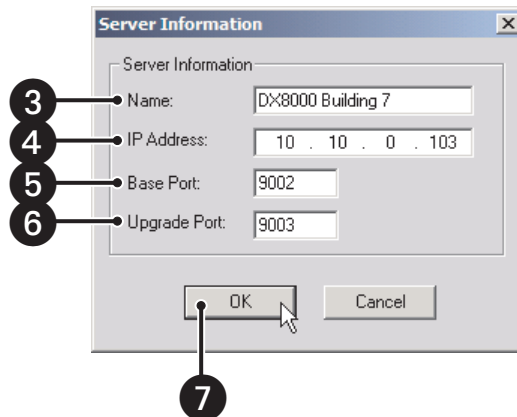 Server Information
Server Information
3 Name: DX8000 Building 7
4 IP Address: 10 . 10 . 0 . 103
5 Base Port: 9002
6 Upgrade Port: 9003
OK Cancel
7